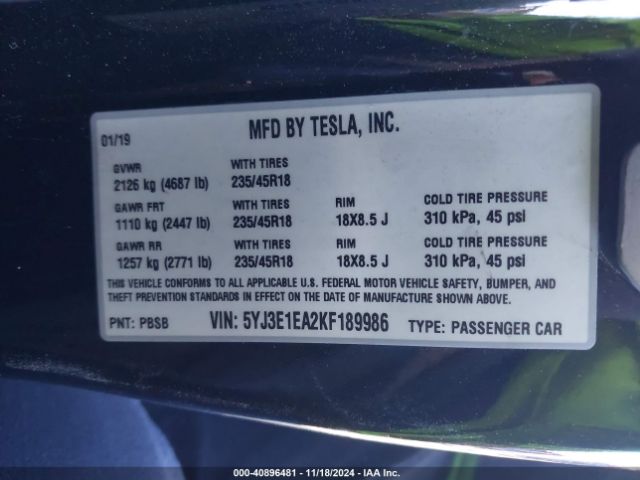 MFD BY TESLA, INC.
01/19
GVWR WITH TIRES
2126 kg (4687 lb) 235/45R18
GAWR FRT WITH TIRES RIM COLD TIRE PRESSURE
1110 kg (2447 lb) 235/45R18 18X8.5 J 310 kPa, 45 psi
GAWR RR WITH TIRES RIM COLD TIRE PRESSURE
1257 kg (2771 lb) 235/45R18 18X8.5 J 310 kPa, 45 psi
THIS VEHICLE CONFORMS TO ALL APPLICABLE U.S. FEDERAL MOTOR VEHICLE SAFETY, BUMPER, AND
THEFT PREVENTION STANDARDS IN EFFECT ON DATE OF MANUFACTURE SHOWN ABOVE.
PNT: PBSB VIN: 5YJ3E1EA2KF189986 TYPE: PASSENGER CAR
000-40896481 - 11/18/2024 - IAA Inc.